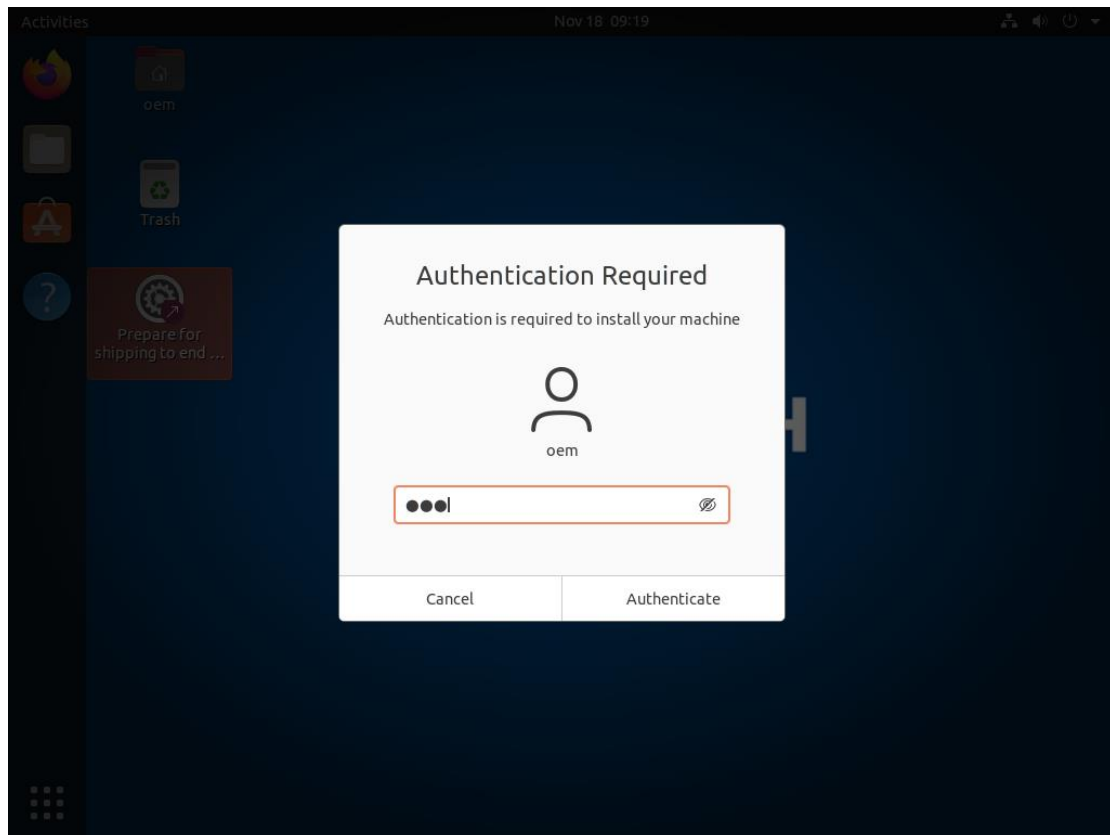 Activities
Nov 18 09:19
oem
Trash
Prepare for
shipping to end ...
Authentication Required
Authentication is required to install your machine
oem
Cancel
Authenticate